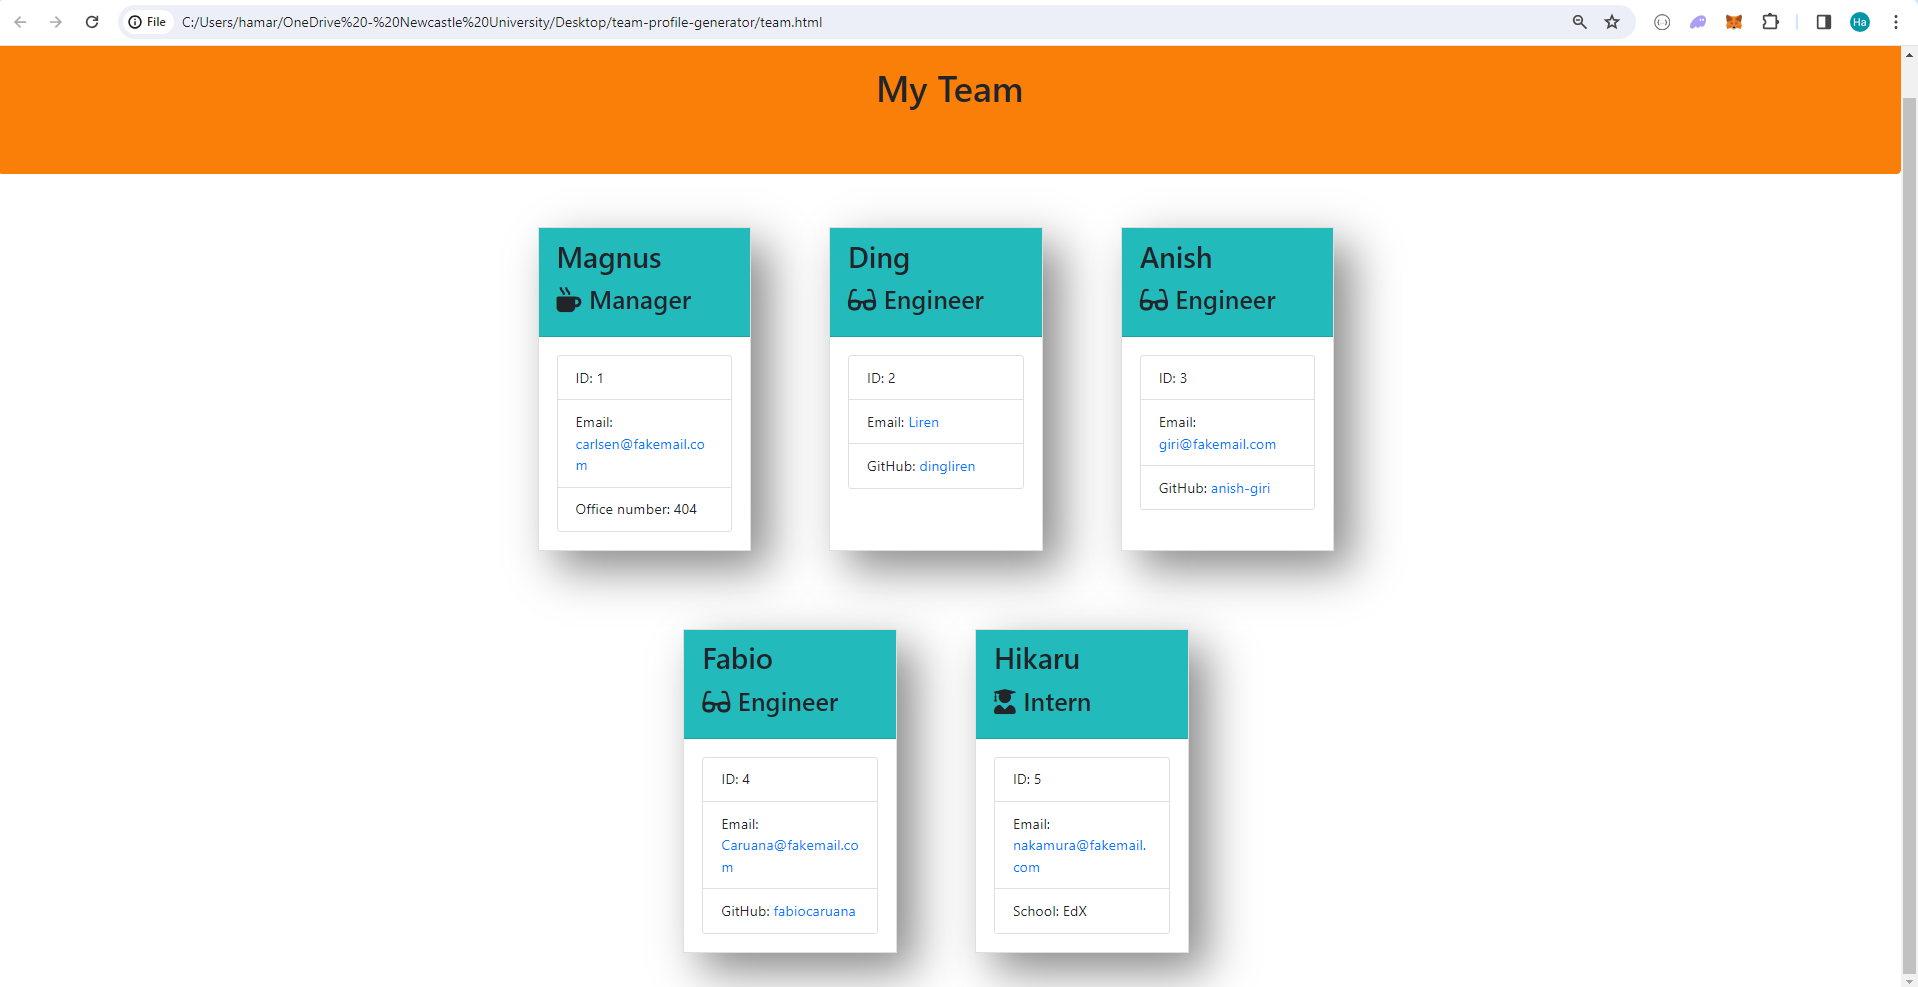 File C:/Users/hamar/OneDrive%20-%20Newcastle%20University/Desktop/team-profile-generator/team.html
Ha
My Team
Magnus
Manager
ID: 1
Email:
carlsen@fakemail.co
m
Office number: 404
Ding
Engineer
ID: 2
Email: Liren
GitHub: dingliren
Anish
Engineer
ID: 3
Email:
giri@fakemail.com
GitHub: anish-giri
Fabio
Engineer
ID: 4
Email:
Caruana@fakemail.co
m
GitHub: fabiocaruana
Hikaru
Intern
ID: 5
Email:
nakamura@fakemail.
com
School: EdX